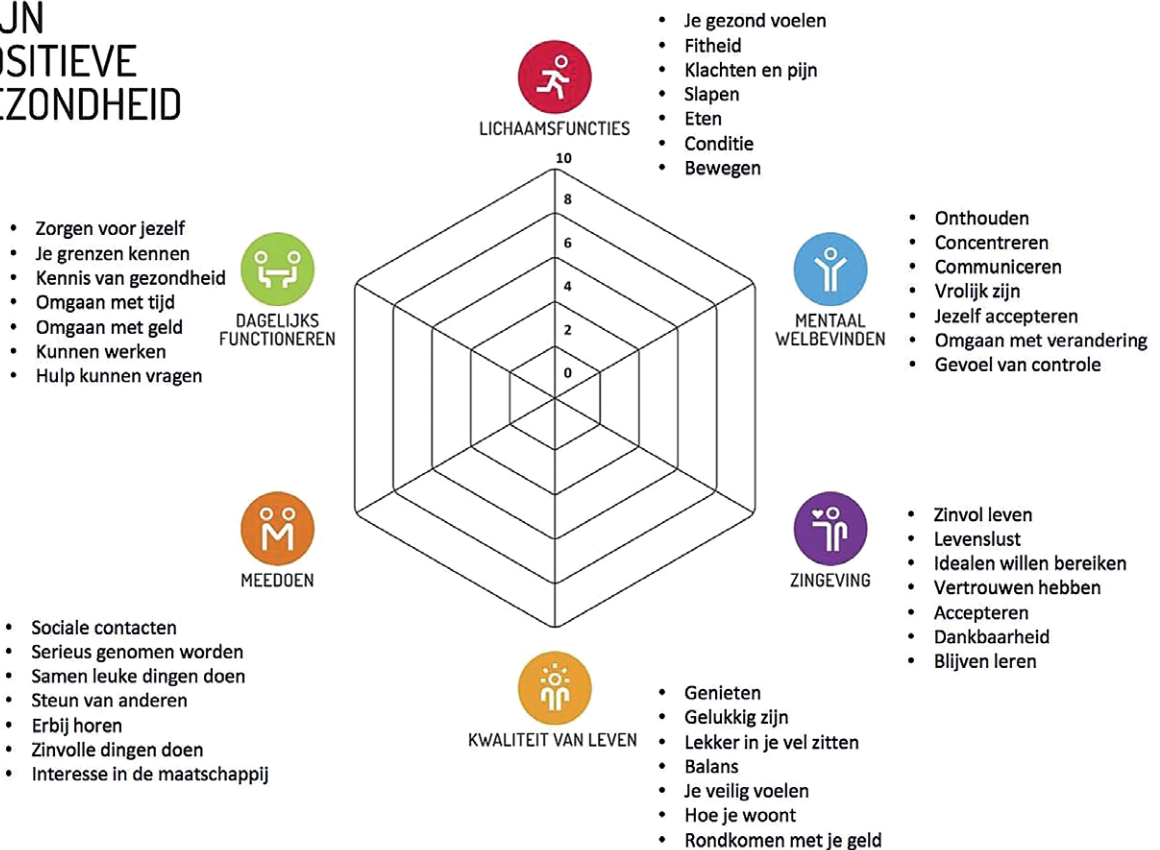 IJN
OSITIEVE
EZONDHEID
LICHAAMSFUNCTIES
• Je gezond voelen
• Fitheid
• Klachten en pijn
• Slapen
• Eten
• Conditie
• Bewegen
10
8
6
4
2
0
MENTAAL
WELBEVINDEN
• Onthouden
• Concentreren
• Communiceren
• Vrolijk zijn
• Jezelf accepteren
• Omgaan met verandering
• Gevoel van controle
ZINGEVING
• Zinvol leven
• Levenslust
• Idealen willen bereiken
• Vertrouwen hebben
• Accepteren
• Dankbaarheid
• Blijven leren
KWALITEIT VAN LEVEN
• Genieten
• Gelukkig zijn
• Lekker in je vel zitten
• Balans
• Je veilig voelen
• Hoe je woont
• Rondkomen met je geld
MEEDOEN
• Sociale contacten
• Serieus genomen worden
• Samen leuke dingen doen
• Steun van anderen
• Erbij horen
• Zinvolle dingen doen
• Interesse in de maatschappij
DAGELIJKS
FUNCTIONEREN
• Zorgen voor jezelf
• Je grenzen kennen
• Kennis van gezondheid
• Omgaan met tijd
• Omgaan met geld
• Kunnen werken
• Hulp kunnen vragen